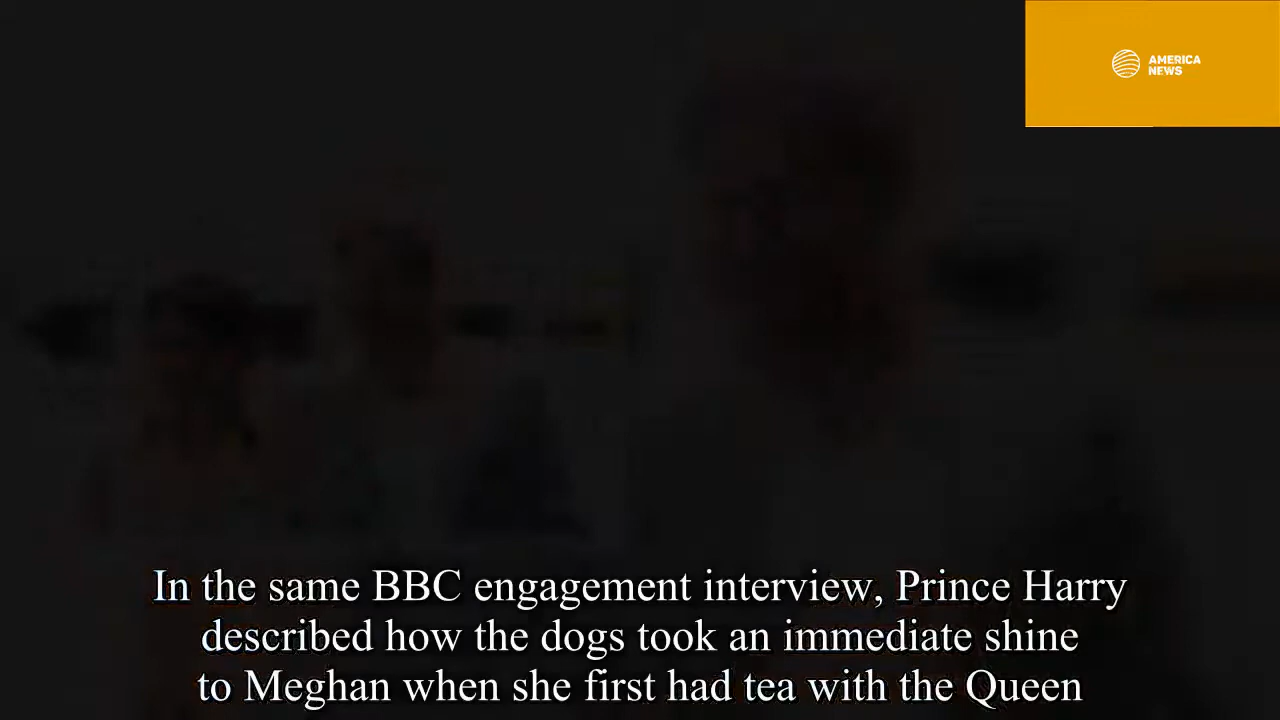 AMERICA
NEWS
In the same BBC engagement interview, Prince Harry
described how the dogs took an immediate shine
to Meghan when she first had tea with the Queen